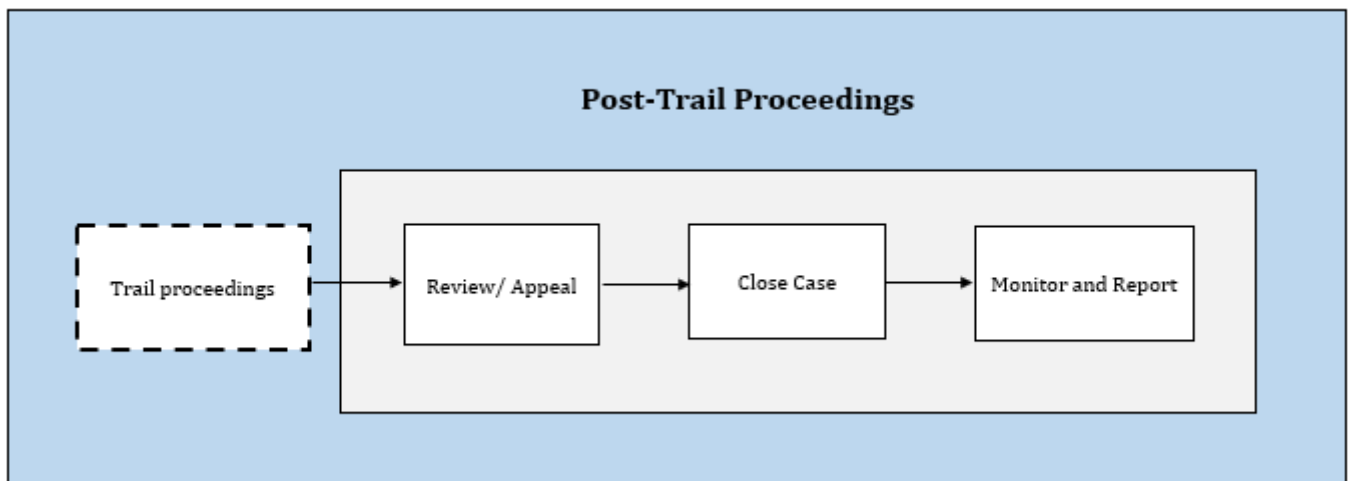 Post-Trail Proceedings
Trail proceedings
Review/ Appeal
Close Case
Monitor and Report